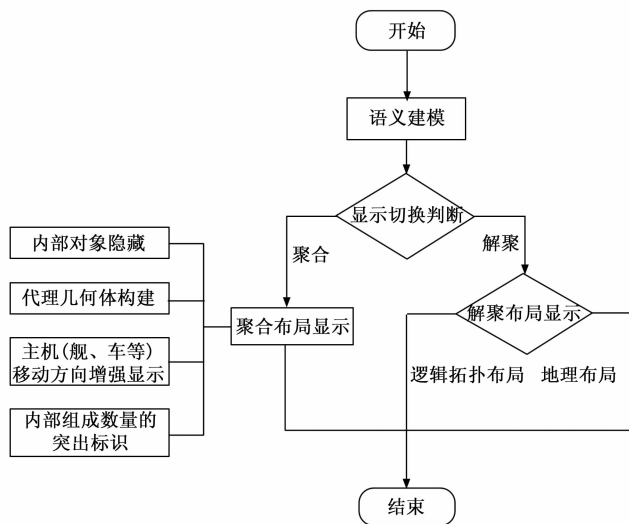 开始
语义建模
显示切换判断
聚合
解聚
内部对象隐藏
代理几何体构建
主机(舰、车等)
移动方向增强显示
内部组成数量的
突出标识
聚合布局显示
解聚布局显示
逻辑拓扑布局
地理布局
结束